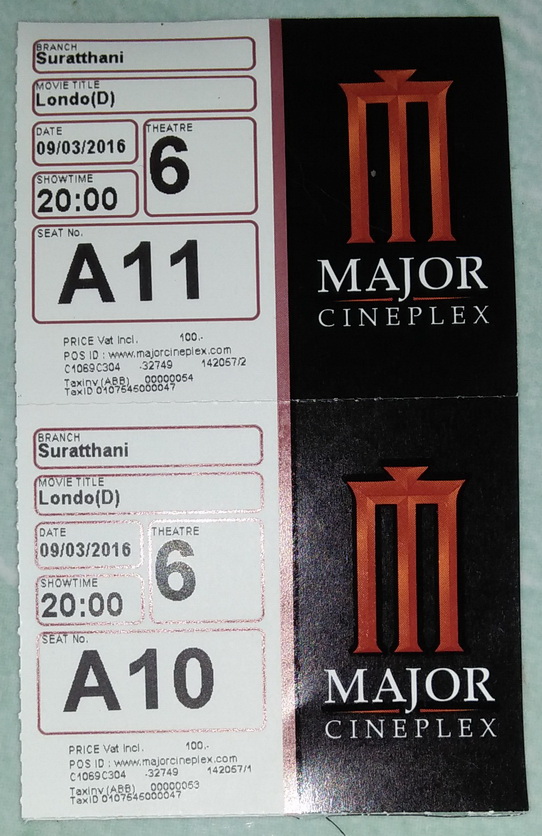 BRANCH
Suratthani
MOVIE TITLE
Londo(D)
DATE THEATRE
09/03/2016 6
SHOWTIME
20:00
SEAT No.
A11
PRICE Vat Incl. 100.-
POS ID : www.majorcineplex.com
C1069C304 -32749 142057/2
TaxInv(ABB) 00000054
TaxID 0107545000047
MAJOR
CINEPLEX
BRANCH
Suratthani
MOVIE TITLE
Londo(D)
DATE THEATRE
09/03/2016 6
SHOWTIME
20:00
SEAT No.
A10
PRICE Vat Incl. 100.-
POS ID : www.majorcineplex.com
C1069C304 -32749 142057/1
TaxInv(ABB) 00000053
TaxID 0107545000047
MAJOR
CINEPLEX